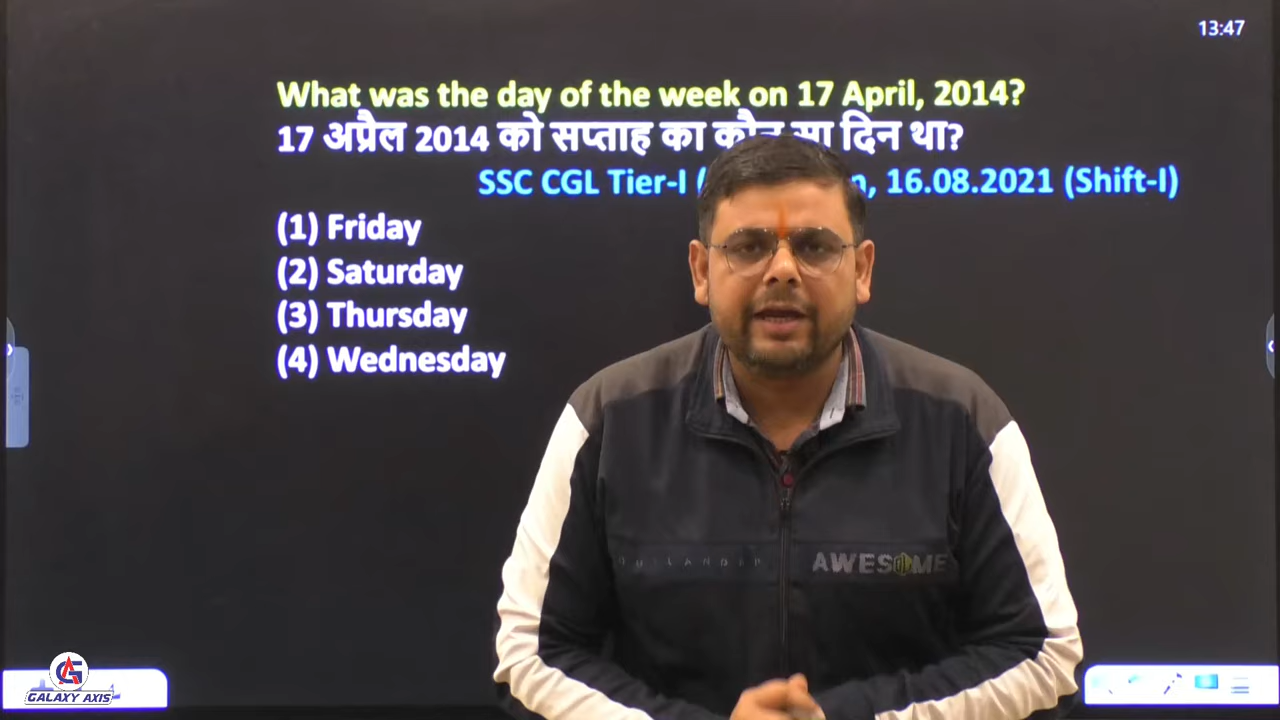 13:47
What was the day of the week on 17 April, 2014?
17 अप्रैल 2014 को सप्ताह का कौन सा दिन था?
SSC CGL Tier-I ( 16.08.2021 (Shift-I)
(1) Friday
(2) Saturday
(3) Thursday
(4) Wednesday
AWESOME
GALAXY AXIS